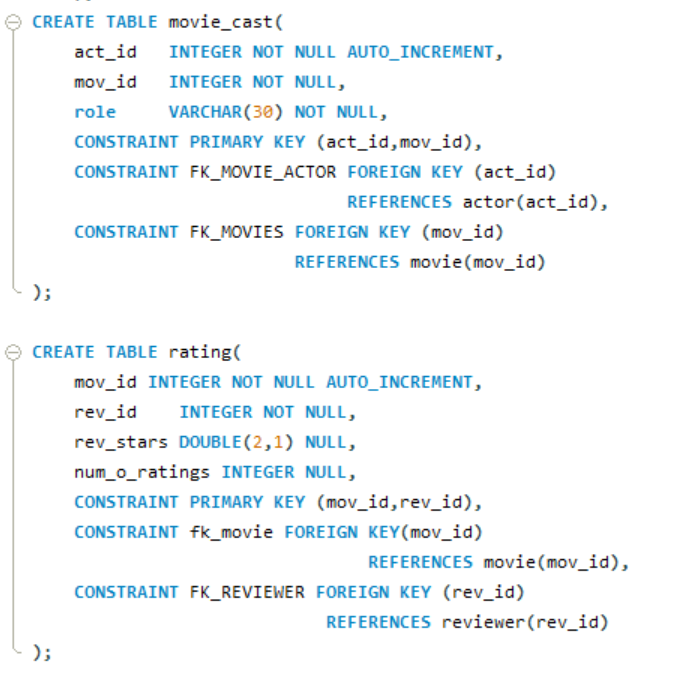 CREATE TABLE movie_cast(
act_id INTEGER NOT NULL AUTO_INCREMENT,
mov_id INTEGER NOT NULL,
role VARCHAR(30) NOT NULL,
CONSTRAINT PRIMARY KEY (act_id,mov_id),
CONSTRAINT FK_MOVIE_ACTOR FOREIGN KEY (act_id)
REFERENCES actor(act_id),
CONSTRAINT FK_MOVIES FOREIGN KEY (mov_id)
REFERENCES movie(mov_id)
);
CREATE TABLE rating(
mov_id INTEGER NOT NULL AUTO_INCREMENT,
rev_id INTEGER NOT NULL,
rev_stars DOUBLE(2,1) NULL,
num_o_ratings INTEGER NULL,
CONSTRAINT PRIMARY KEY (mov_id,rev_id),
CONSTRAINT fk_movie FOREIGN KEY(mov_id)
REFERENCES movie(mov_id),
CONSTRAINT FK_REVIEWER FOREIGN KEY (rev_id)
REFERENCES reviewer(rev_id)
);